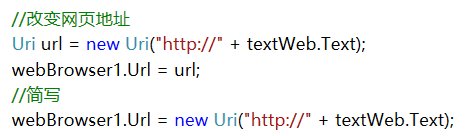 //改变网页地址
Uri url = new Uri("http://" + textWeb.Text);
webBrowser1.Url = url;
//简写
webBrowser1.Url = new Uri("http://" + textWeb.Text);